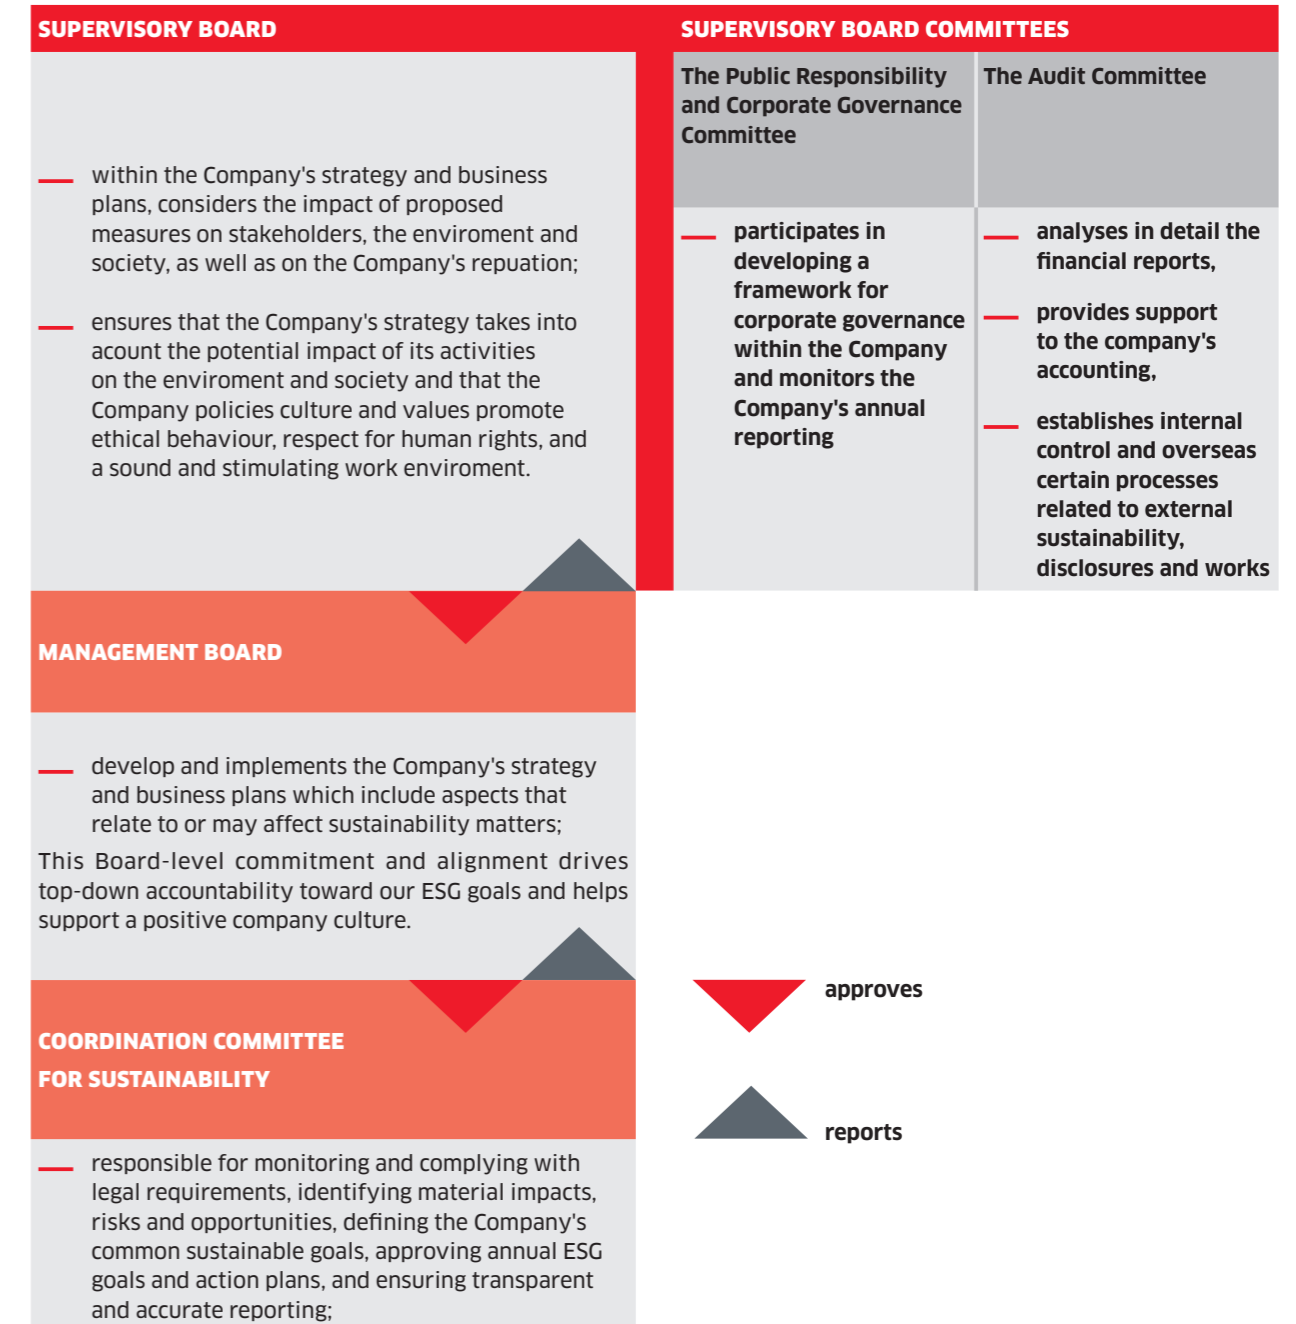 SUPERVISORY BOARD
within the Company's strategy and business
plans, considers the impact of proposed
measures on stakeholders, the enviroment and
society, as well as on the Company's repuation;
ensures that the Company's strategy takes into
acount the potential impact of its activities
on the enviroment and society and that the
Company policies culture and values promote
ethical behaviour, respect for human rights, and
a sound and stimulating work enviroment.
SUPERVISORY BOARD COMMITTEES
The Public Responsibility
and Corporate Governance
Committee
participates in
developing a
framework for
corporate governance
within the Company
and monitors the
Company's annual
reporting
The Audit Committee
analyses in detail the
financial reports,
provides support
to the company's
accounting,
establishes internal
control and overseas
certain processes
related to external
sustainability,
disclosures and works
MANAGEMENT BOARD
develop and implements the Company's strategy
and business plans which include aspects that
relate to or may affect sustainability matters;
This Board-level commitment and alignment drives
top-down accountability toward our ESG goals and helps
support a positive company culture.
COORDINATION COMMITTEE
FOR SUSTAINABILITY
responsible for monitoring and complying with
legal requirements, identifying material impacts,
risks and opportunities, defining the Company's
common sustainable goals, approving annual ESG
goals and action plans, and ensuring transparent
and accurate reporting;
approves
reports